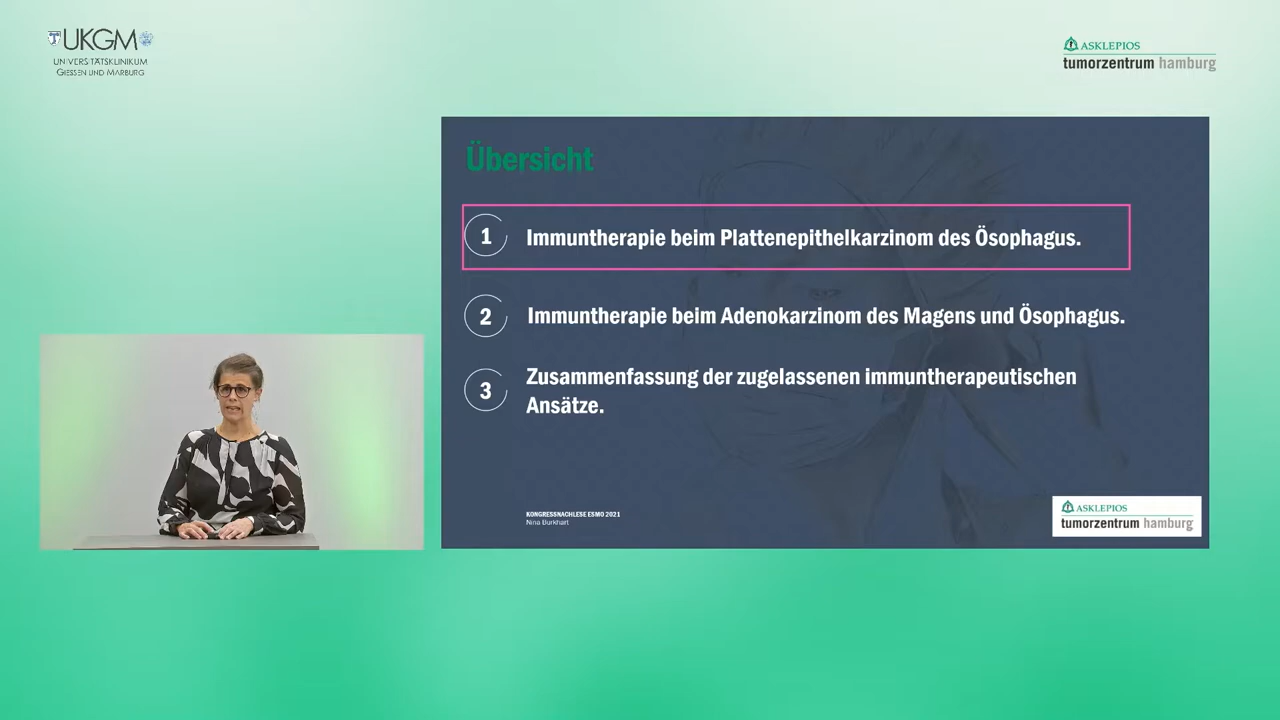 UKGM
UNIVERSITÄTSKLINIKUM
GIESSEN UND MARBURG
ASKLEPIOS
tumorzentrum hamburg
Übersicht
1 Immuntherapie beim Plattenepithelkarzinom des Ösophagus.
2 Immuntherapie beim Adenokarzinom des Magens und Ösophagus.
3 Zusammenfassung der zugelassenen immuntherapeutischen
Ansätze.
KONGRESSNACHLESE ESMO 2021
Nina Burkhart
ASKLEPIOS
tumorzentrum hamburg